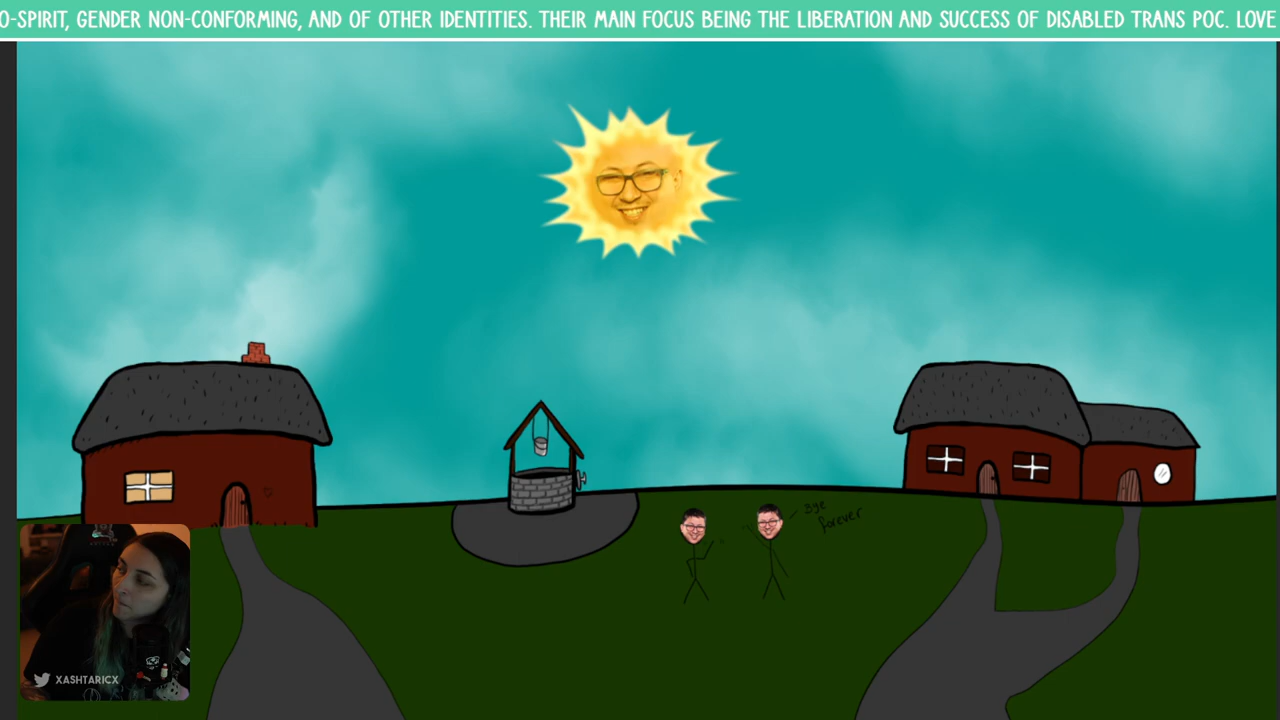 O-SPIRIT, GENDER NON-CONFORMING, AND OF OTHER IDENTITIES. THEIR MAIN FOCUS BEING THE LIBERATION AND SUCCESS OF DISABLED TRANS POC. LOVE
Bye
forever
XASHTARICX